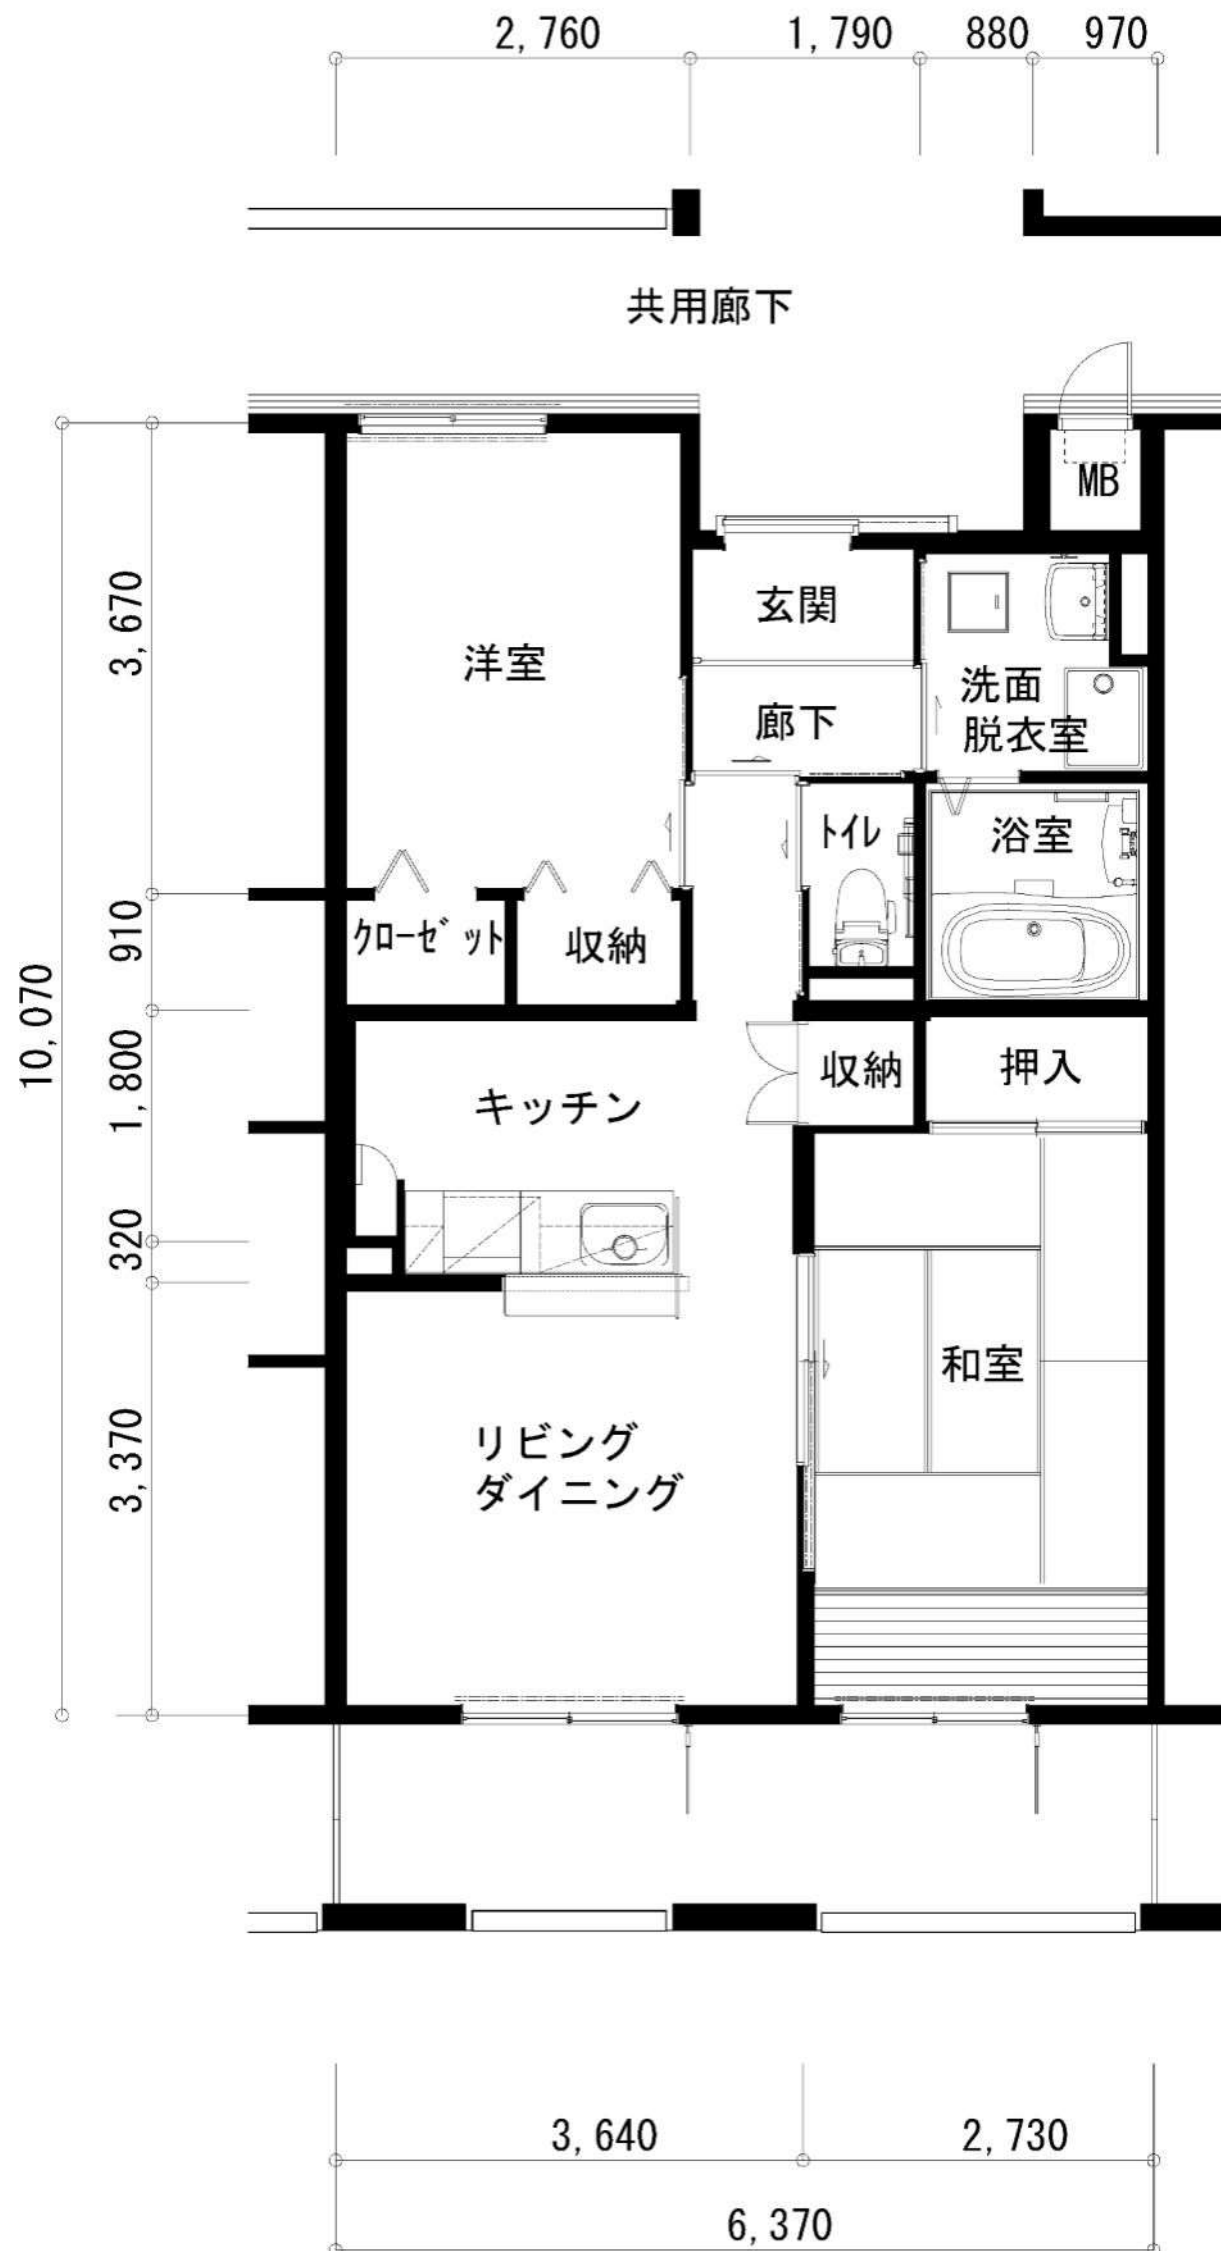 2,760
1,790
880
970
共用廊下
MB
3,670
玄関
洋室
洗面
脱衣室
廊下
トイレ
浴室
910
クローゼット
収納
10,070
1,800
キッチン
収納
押入
320
和室
3,370
リビング
ダイニング
3,640
2,730
6,370